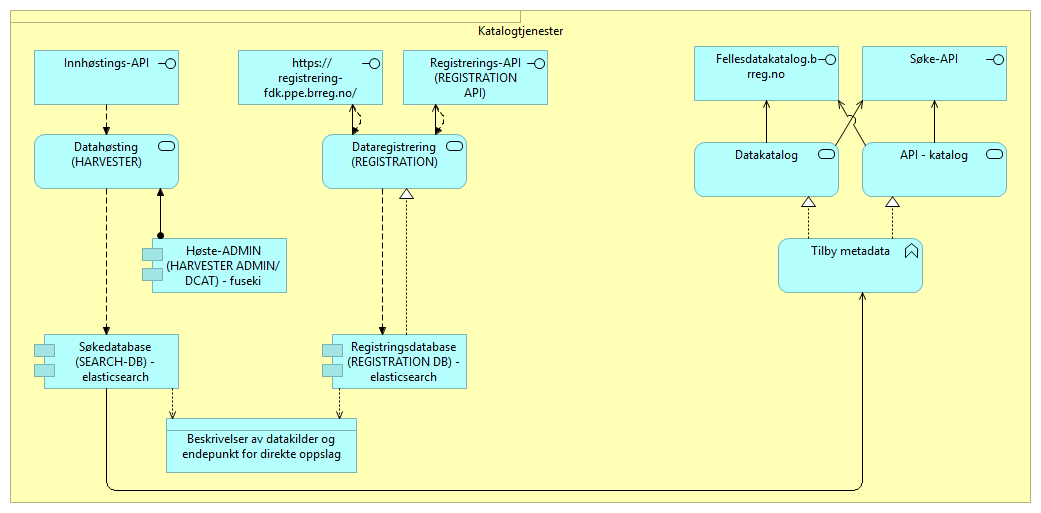 Katalogtjenester
Innhøstings-API
https://
registrering-
fdk.ppe.brreg.no/
Registrerings-API
(REGISTRATION
API)
Fellesdatakatalog.b
rreg.no
Søke-API
Datahøsting
(HARVESTER)
Dataregistrering
(REGISTRATION)
Datakatalog
API - katalog
Høste-ADMIN
(HARVESTER ADMIN/
DCAT) - fuseki
Tilby metadata
Søkedatabase
(SEARCH-DB) -
elasticsearch
Registringsdatabase
(REGISTRATION DB) -
elasticsearch
Beskrivelser av datakilder og
endepunkt for direkte oppslag